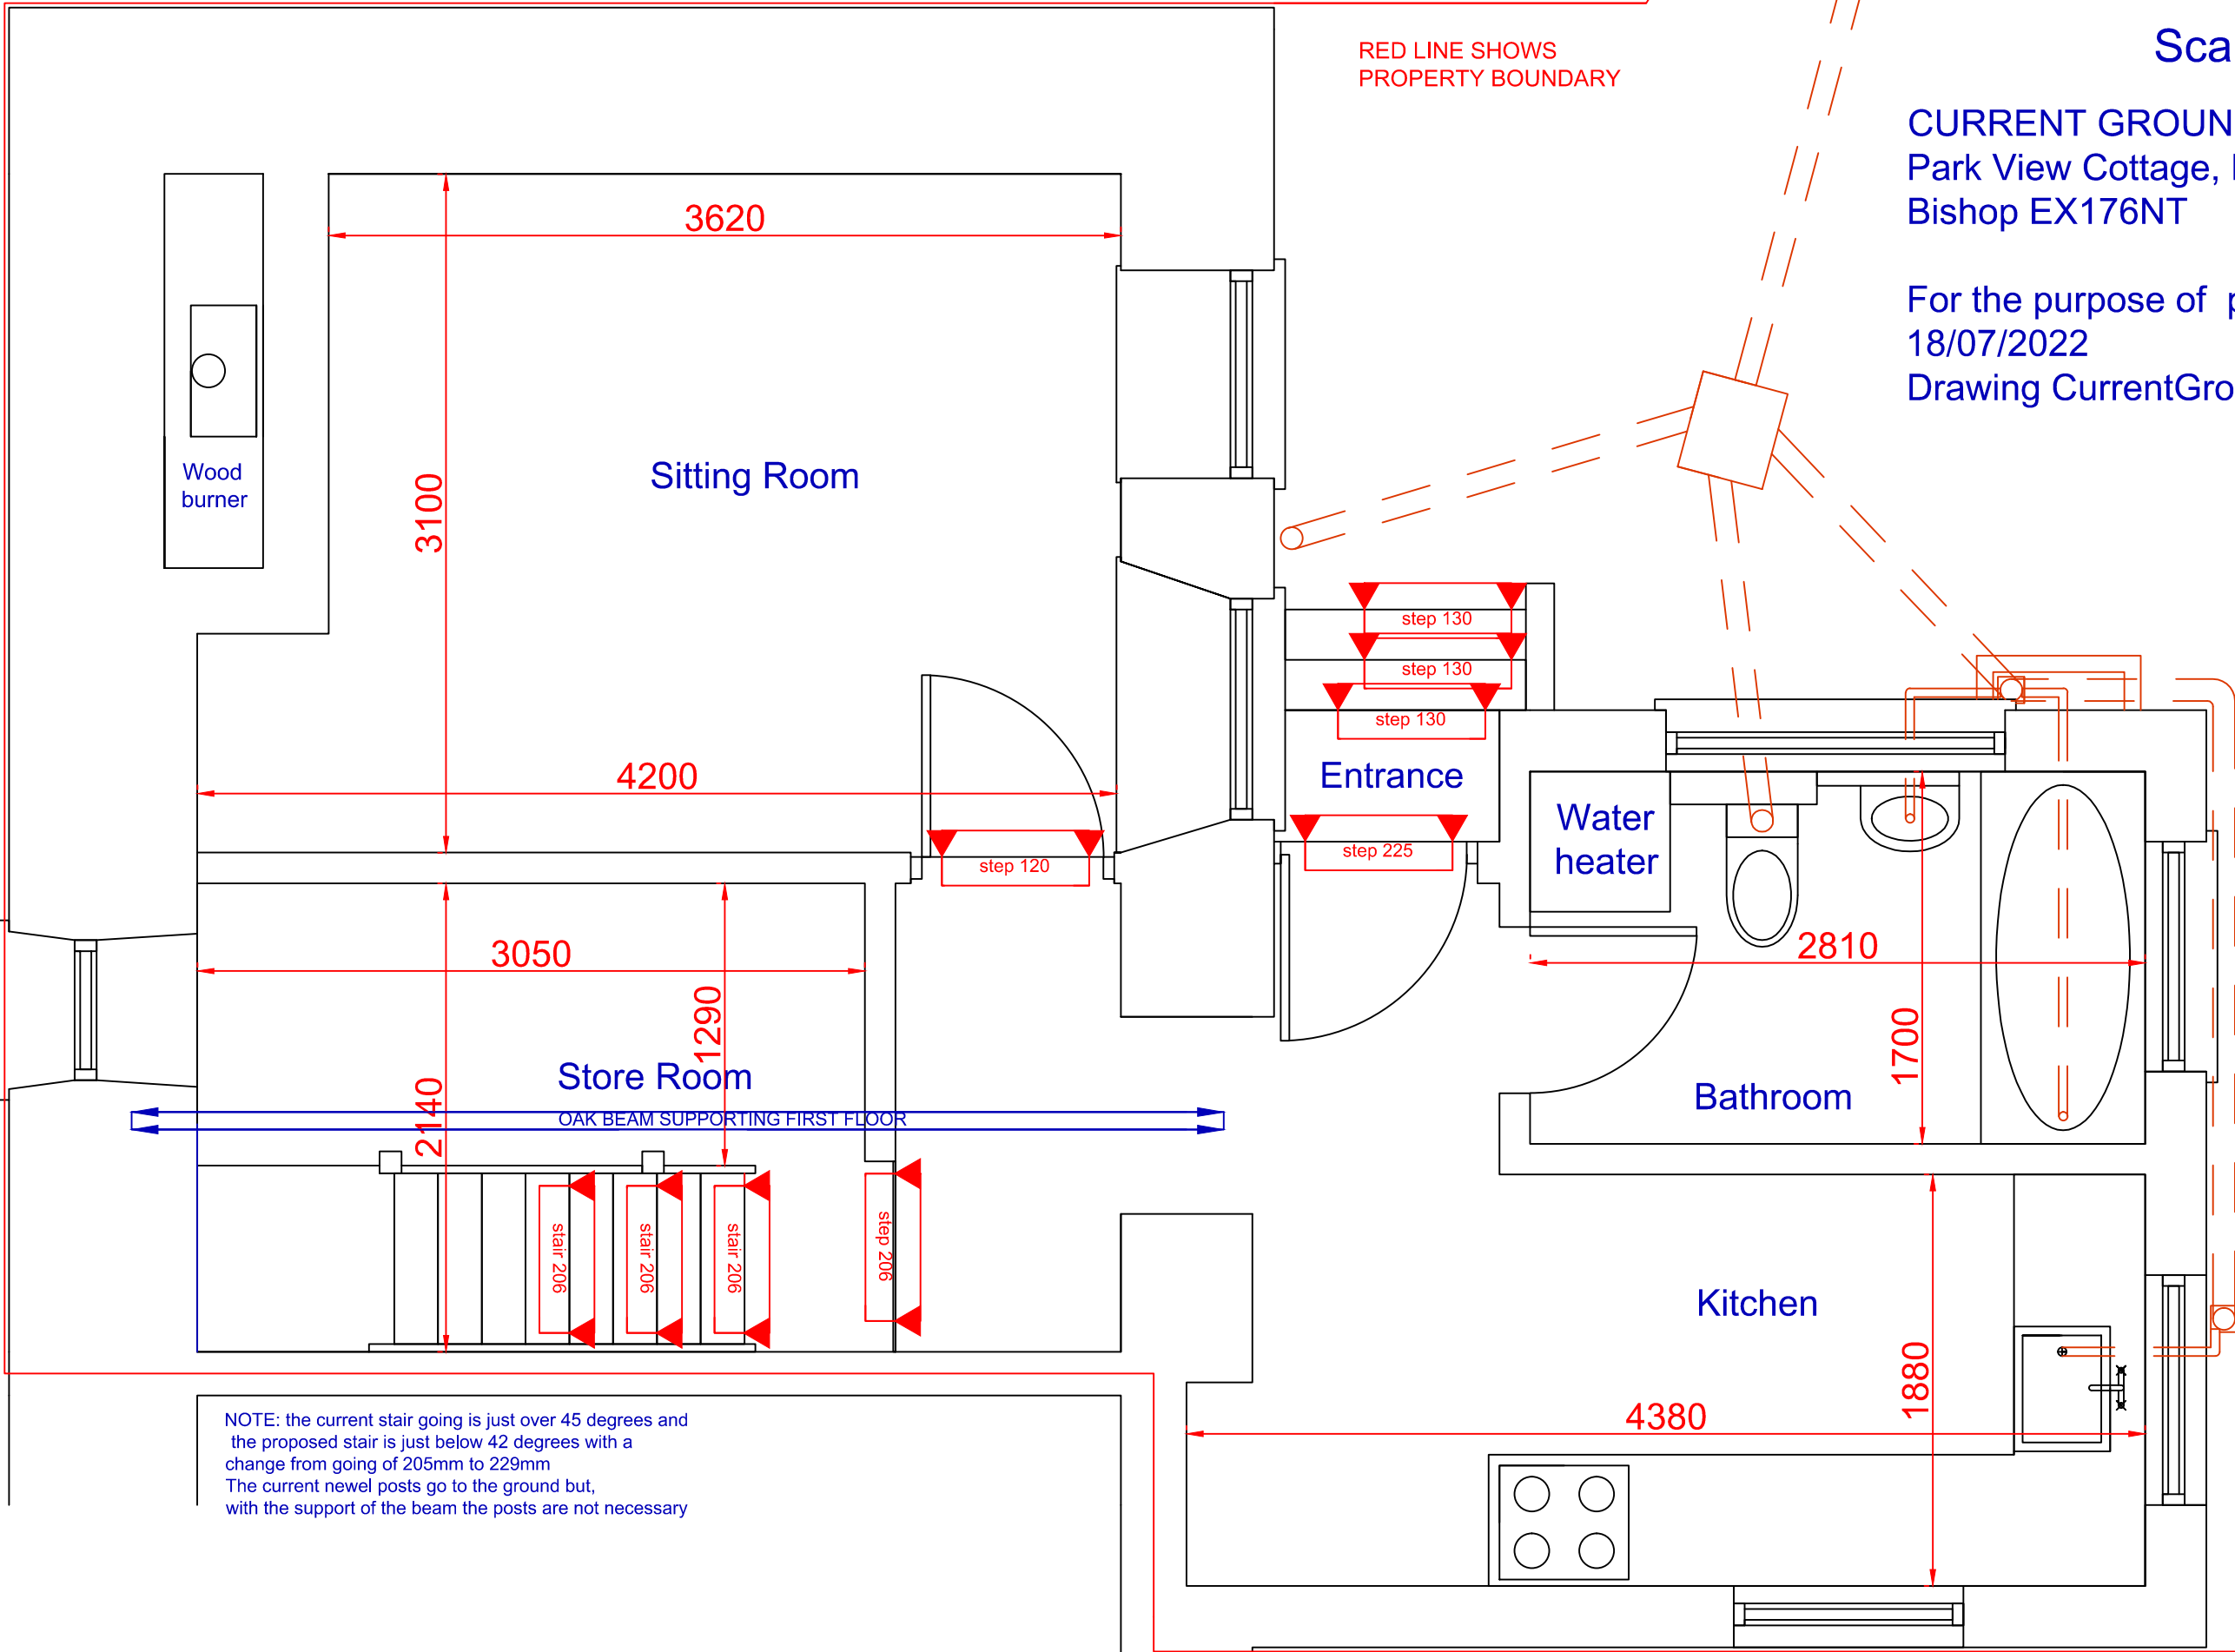 RED LINE SHOWS
PROPERTY BOUNDARY
Sca
CURRENT GROUN
Park View Cottage,
Bishop EX176NT
For the purpose of
18/07/2022
Drawing CurrentGro
3620
Wood
burner
Sitting Room
3100
step 130
step 130
step 130
4200
Entrance
Water
heater
step 225
step 120
3050
2810
1290
1700
Store Room
2140
OAK BEAM SUPPORTING FIRST FLOOR
Bathroom
stair 206
stair 206
stair 206
step 206
Kitchen
1880
4380
NOTE: the current stair going is just over 45 degrees and
the proposed stair is just below 42 degrees with a
change from going of 205mm to 229mm
The current newel posts go to the ground but,
with the support of the beam the posts are not necessary